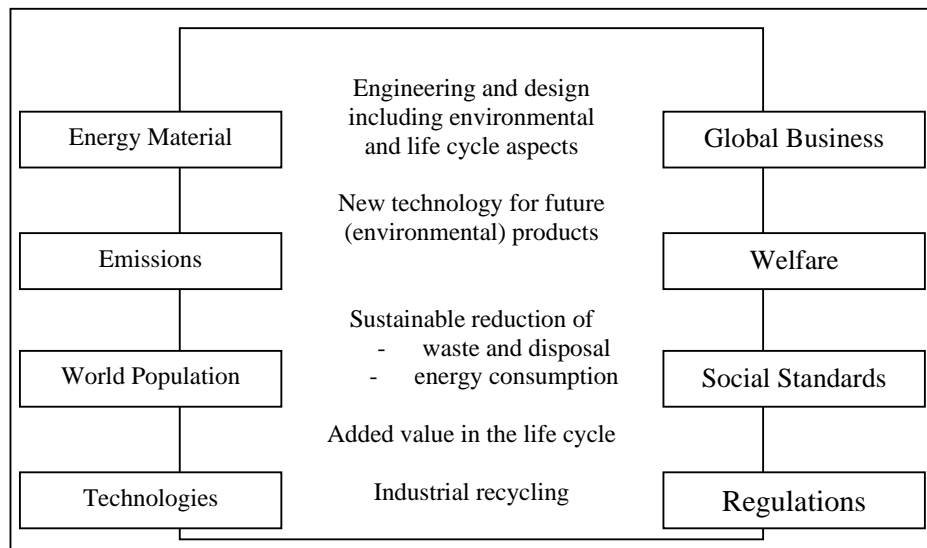 Engineering and design
including environmental
and life cycle aspects
Energy Material
Global Business
New technology for future
(environmental) products
Emissions
Welfare
Sustainable reduction of
- waste and disposal
- energy consumption
World Population
Social Standards
Added value in the life cycle
Technologies
Industrial recycling
Regulations